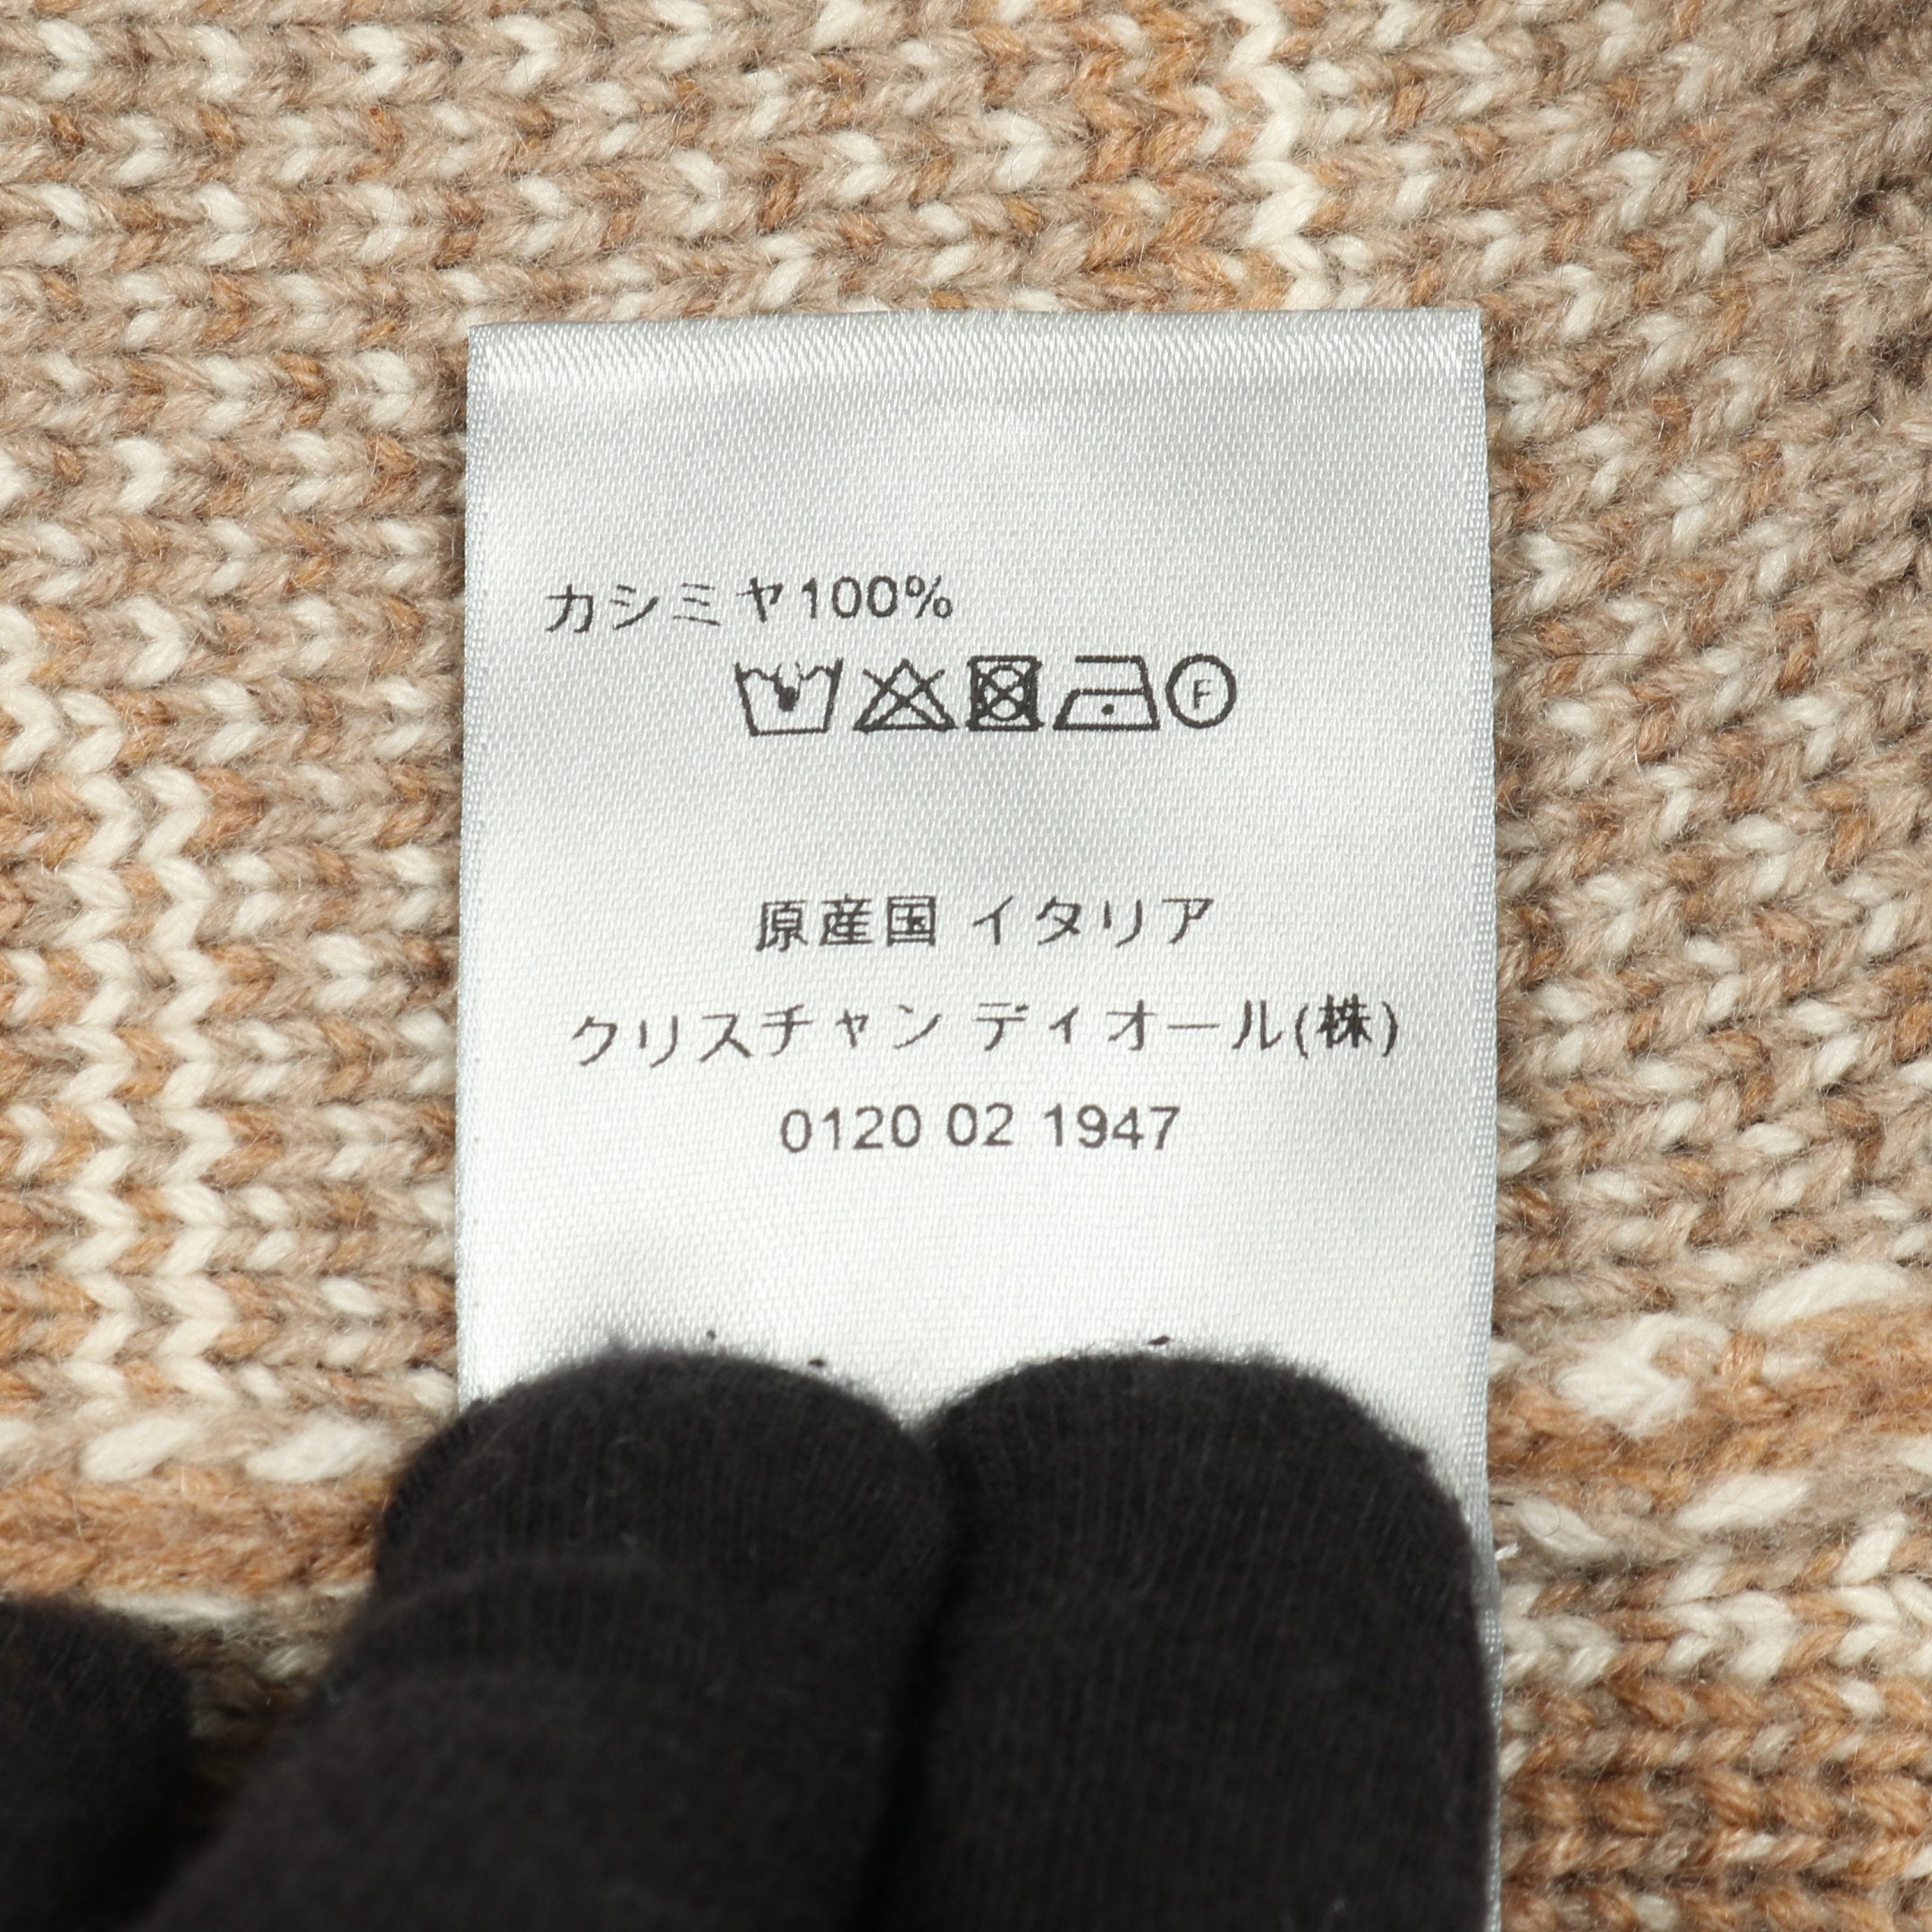 カシミヤ100%
F
原産国 イタリア
クリスチャン ディオール(株)
0120 02 1947